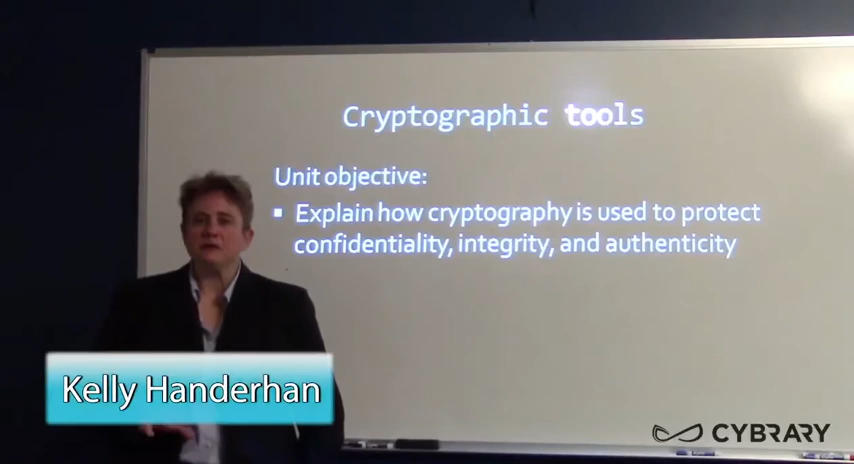 Cryptographic tools
Unit objective:
▪ Explain how cryptography is used to protect
confidentiality, integrity, and authenticity
Kelly Handerhan
CYBRARY